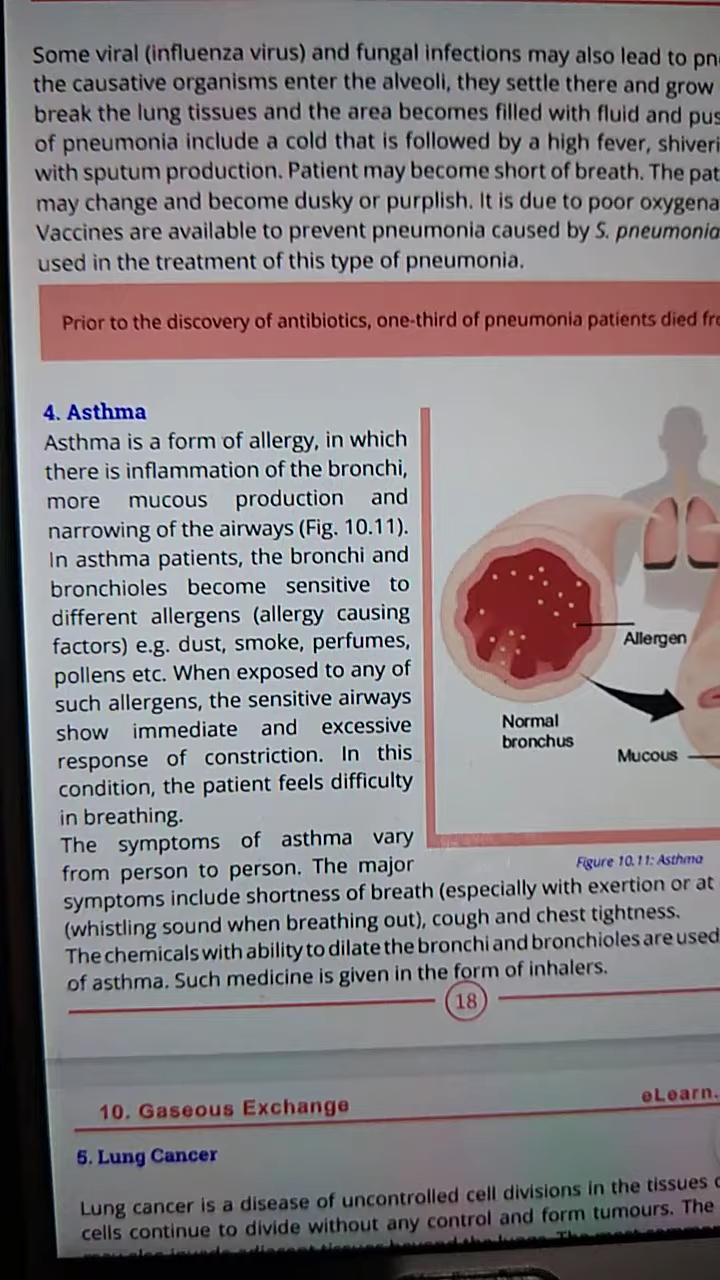 Some viral (influenza virus) and fungal infections may also lead to
the causative organisms enter the alveoli, they settle there and grow
break the lung tissues and the area becomes filled with fluid and pus
of pneumonia include a cold that is followed by a high fever,
with sputum production. Patient may become short of breath. The
may change and become dusky or purplish. It is due to poor
Vaccines are available to prevent pneumonia caused by S.
used in the treatment of this type of pneumonia.
Prior to the discovery of antibiotics, one-third of pneumonia patients died
4. Asthma
Asthma is a form of allergy, in which
there is inflammation of the bronchi,
more mucous production and
narrowing of the airways (Fig. 10.11).
In asthma patients, the bronchi and
bronchioles become sensitive to
different allergens (allergy causing
factors) e.g. dust, smoke, perfumes,
pollens etc. When exposed to any of
such allergens, the sensitive airways
show immediate and excessive
response of constriction. In this
condition, the patient feels difficulty
in breathing.
Allergen
Normal
bronchus
Mucous
Figure 10.11: Asthma
The symptoms of asthma vary
from person to person. The major
symptoms include shortness of breath (especially with exertion or at
(whistling sound when breathing out), cough and chest tightness.
The chemicals with ability to dilate the bronchi and bronchioles are used
of asthma. Such medicine is given in the form of inhalers.
18
10. Gaseous Exchange
eLearn.
5. Lung Cancer
Lung cancer is a disease of uncontrolled cell divisions in the tissues
cells continue to divide without any control and form tumours. The